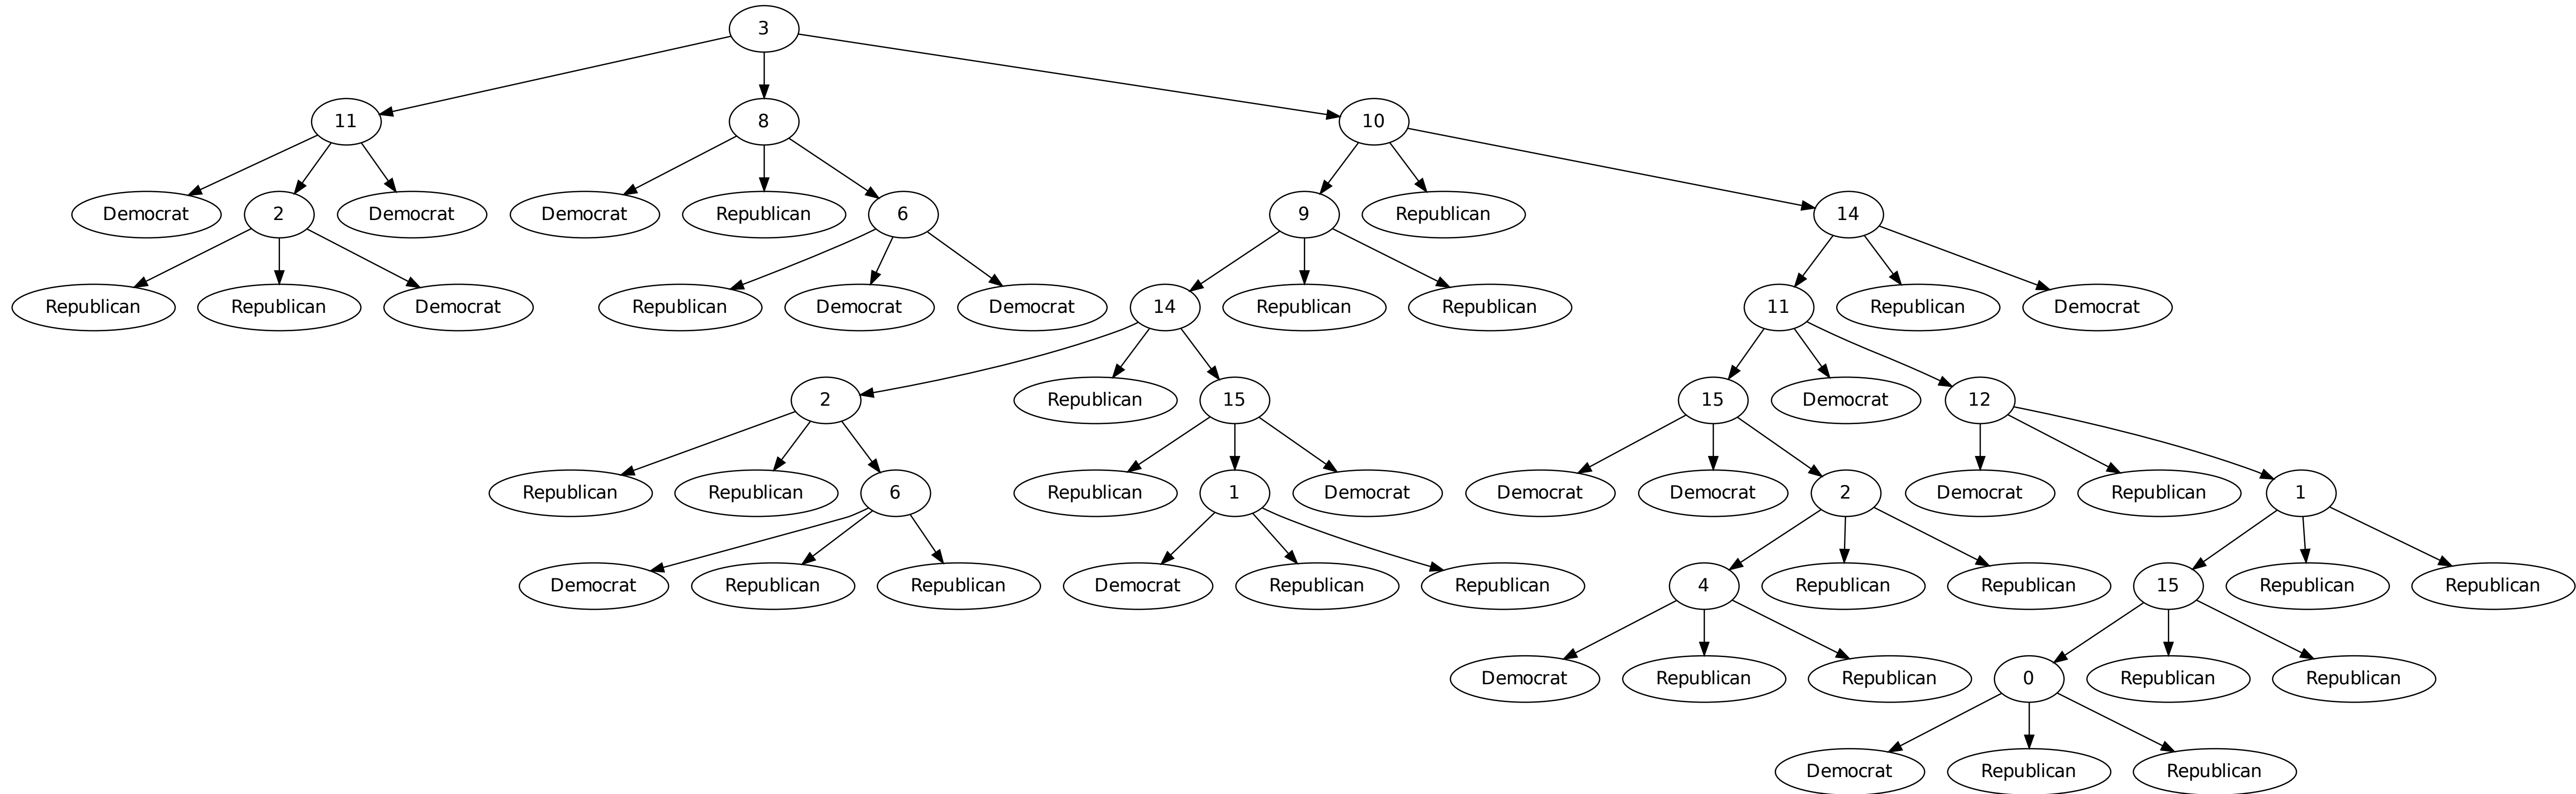 3
11 8 10
Democrat 2 Democrat Democrat Republican 6 9 Republican 14
Republican Republican Democrat Republican Democrat Democrat 14 Republican Republican 11 Republican Democrat
2 Republican 15 15 Democrat 12
Republican Republican 6 Republican 1 Democrat Democrat Democrat 2 Democrat Republican 1
Democrat Republican Republican Democrat Republican Republican 4 Republican Republican 15 Republican Republican
Democrat Republican Republican 0 Republican Republican
Democrat Republican Republican